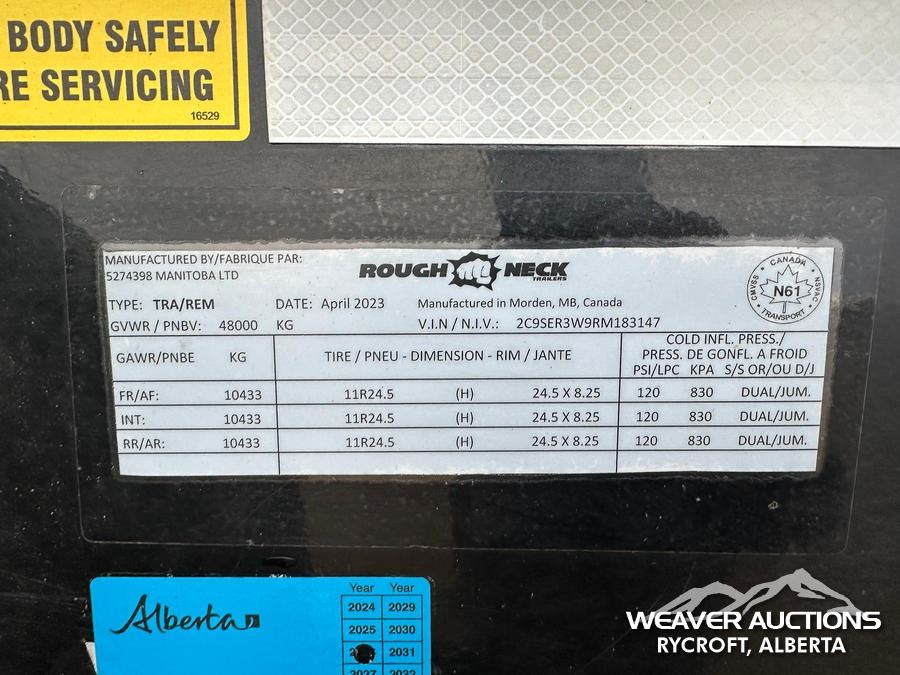 BODY SAFELY
RE SERVICING
16529
MANUFACTURED BY/FABRIQUE PAR:
5274398 MANITOBA LTD
ROUGH NECK
TRAILERS
CANADA
CMVSS
N61
NSVAC
TRANSPORT
TYPE: TRA/REM DATE: April 2023 Manufactured in Morden, MB, Canada
GVWR / PNBV: 48000 KG V.I.N / N.I.V.: 2C9SER3W9RM183147
GAWR/PNBE KG TIRE / PNEU - DIMENSION - RIM / JANTE
COLD INFL. PRESS./
PRESS. DE GONFL. A FROID
PSI/LPC KPA S/S OR/OU D/J
FR/AF: 10433 11R24.5 (H) 24.5 X 8.25 120 830 DUAL/JUM.
INT: 10433 11R24.5 (H) 24.5 X 8.25 120 830 DUAL/JUM.
RR/AR: 10433 11R24.5 (H) 24.5 X 8.25 120 830 DUAL/JUM.
Alberta
Year Year
2024 2029
2025 2030
2031
2027 2032
WEAVER AUCTIONS
RYCROFT, ALBERTA